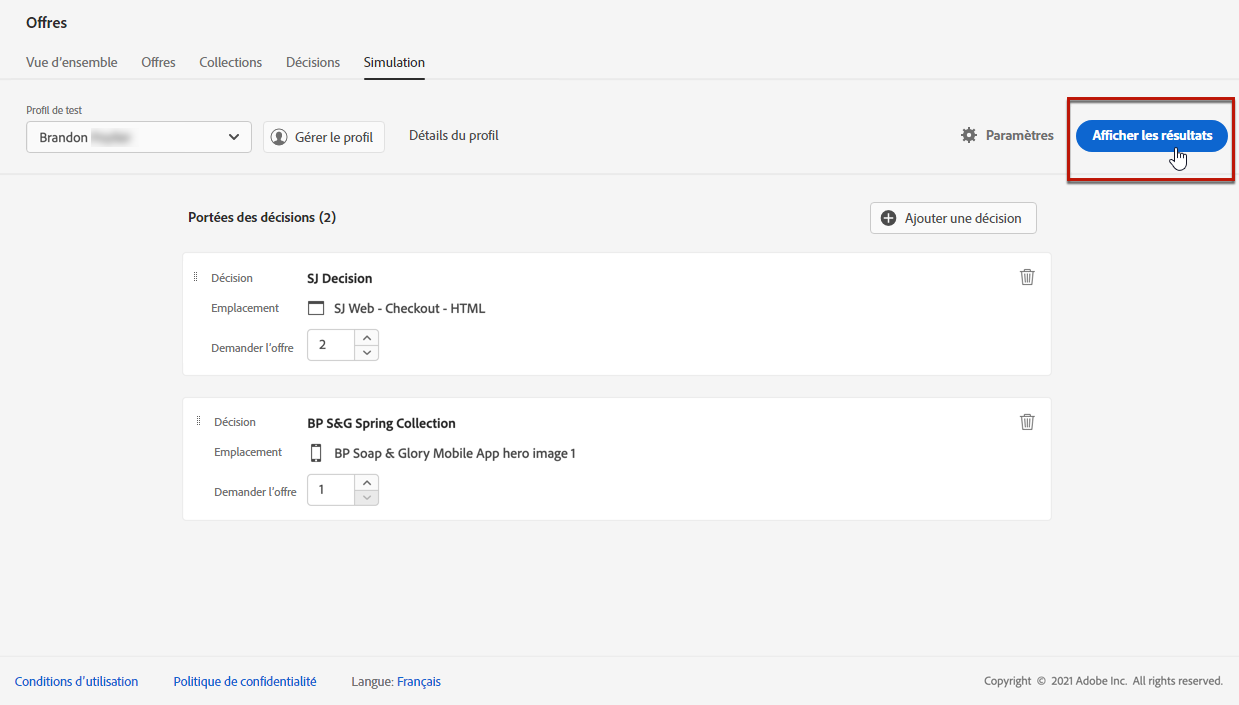 Offres
Vue d'ensemble Offres Collections Décisions Simulation
Profil de test
Brandon
Gérer le profil
Détails du profil
Paramètres
Afficher les résultats
Portées des décisions (2)
Ajouter une décision
Décision SJ Decision
Emplacement SJ Web - Checkout - HTML
Demander l'offre 2
Décision BP S&G Spring Collection
Emplacement BP Soap & Glory Mobile App hero image 1
Demander l'offre 1
Conditions d'utilisation Politique de confidentialité Langue: Français Copyright © 2021 Adobe Inc. All rights reserved.